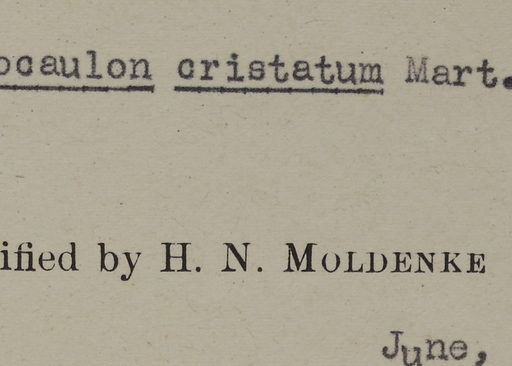 ocaulon cristatum Mart.
ified by H. N. MOLDENKE
June,